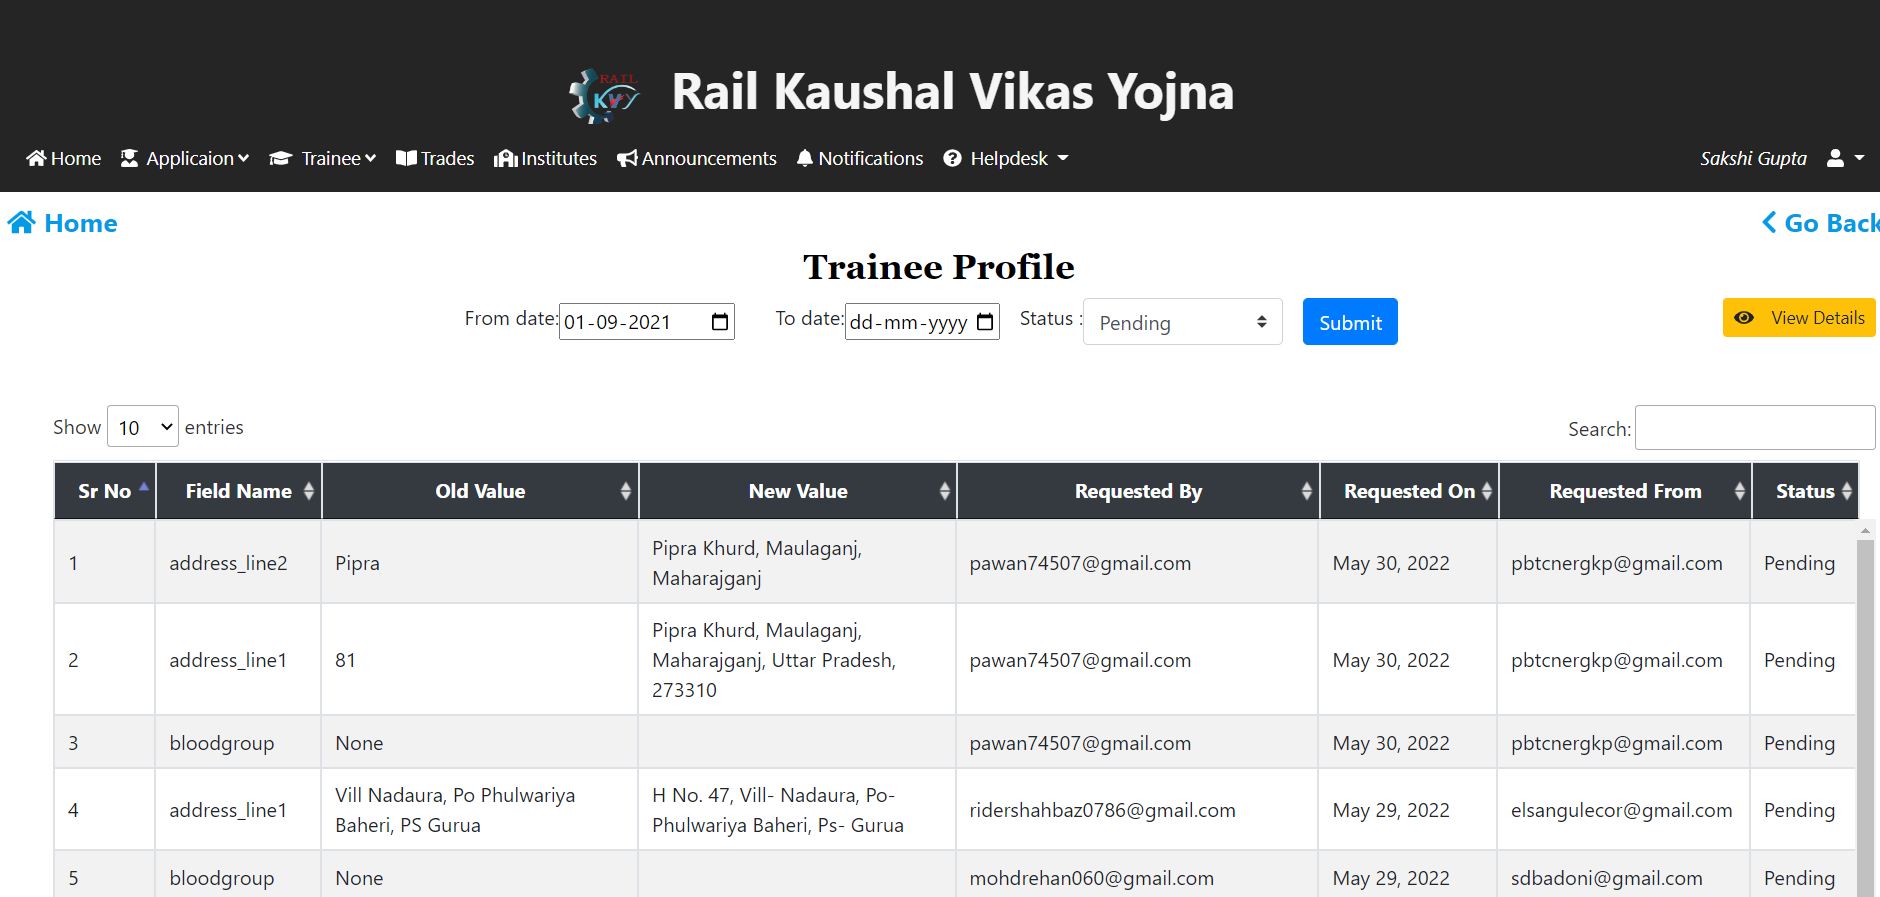 RAIL
KVY
Rail Kaushal Vikas Yojna
Home Applicaion Trainee Trades Institutes Announcements Notifications Helpdesk Sakshi Gupta
Home Go Back
Trainee Profile
From date: 01-09-2021 To date: dd-mm-yyyy Status : Pending Submit View Details
Show 10 entries Search:
Sr No Field Name Old Value New Value Requested By Requested On Requested From Status
1 address_line2 Pipra Pipra Khurd, Maulaganj, Maharajganj pawan74507@gmail.com May 30, 2022 pbtcnergkp@gmail.com Pending
2 address_line1 81 Pipra Khurd, Maulaganj, Maharajganj, Uttar Pradesh, 273310 pawan74507@gmail.com May 30, 2022 pbtcnergkp@gmail.com Pending
3 bloodgroup None pawan74507@gmail.com May 30, 2022 pbtcnergkp@gmail.com Pending
4 address_line1 Vill Nadaura, Po Phulwariya Baheri, PS Gurua H No. 47, Vill- Nadaura, Po- Phulwariya Baheri, Ps- Gurua ridershahbaz0786@gmail.com May 29, 2022 elsangulecor@gmail.com Pending
5 bloodgroup None mohdrehan060@gmail.com May 29, 2022 sdbadoni@gmail.com Pending